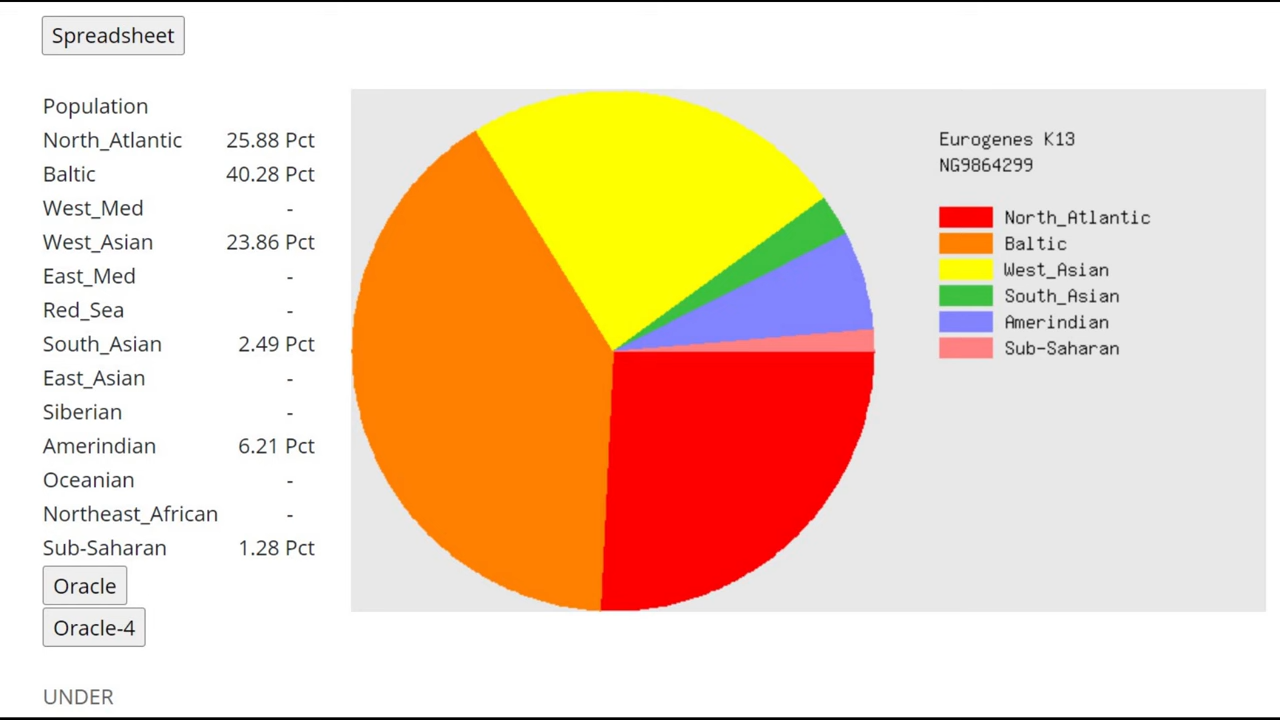 Spreadsheet
Population
North_Atlantic 25.88 Pct
Baltic 40.28 Pct
West_Med -
West_Asian 23.86 Pct
East_Med -
Red_Sea -
South_Asian 2.49 Pct
East_Asian -
Siberian -
Amerindian 6.21 Pct
Oceanian -
Northeast_African -
Sub-Saharan 1.28 Pct
Oracle
Oracle-4
UNDER
Eurogenes K13
NG9864299
North_Atlantic
Baltic
West_Asian
South_Asian
Amerindian
Sub-Saharan